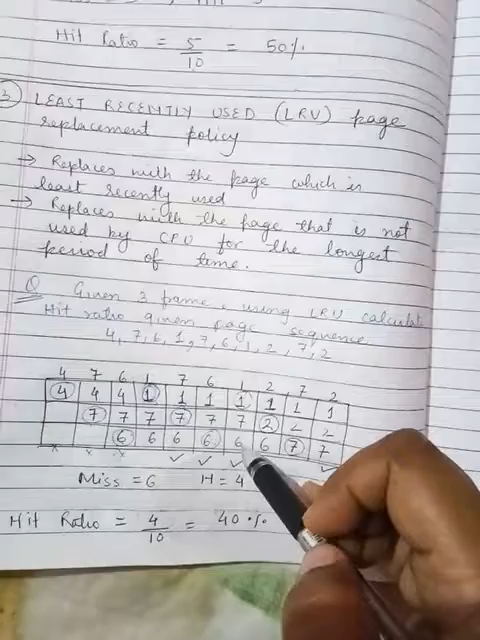 Hit Ratio = 5/10 = 50%.
3) LEAST RECENTLY USED (LRU) page
replacement policy
→ Replaces with the page which is
least recently used
→ Replaces with the page that is not
used by CPU for the longest
period of time.
Q Given 3 frame, using LRU calculate
Hit ratio given page sequence
4, 7, 6, 1, 7, 6, 1, 2, 7, 2
4 7 6 1 7 6 1 2 7 2
4 4 4 1 1 1 1 1 1 1
7 7 7 7 7 7 2 2 2
6 6 6 6 6 6 7 7
x x x ✓ ✓ ✓ ✓
Miss = 6 H = 4
Hit Ratio = 4/10 = 40%